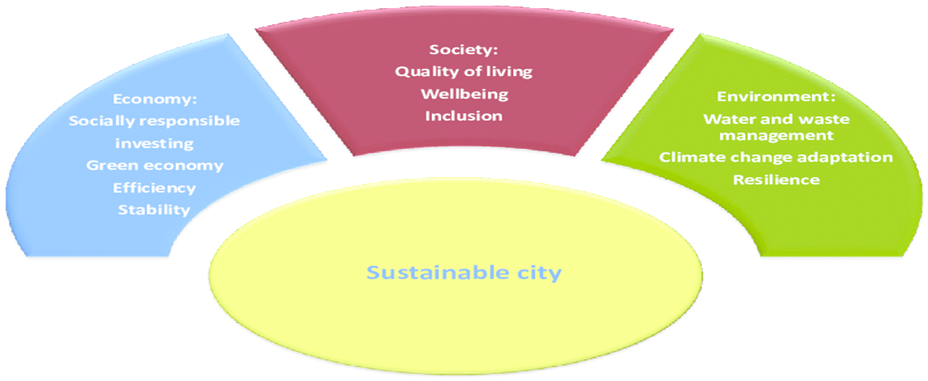 Economy:
Socially responsible
investing
Green economy
Efficiency
Stability
Society:
Quality of living
Wellbeing
Inclusion
Environment:
Water and waste
management
Climate change adaptation
Resilience
Sustainable city